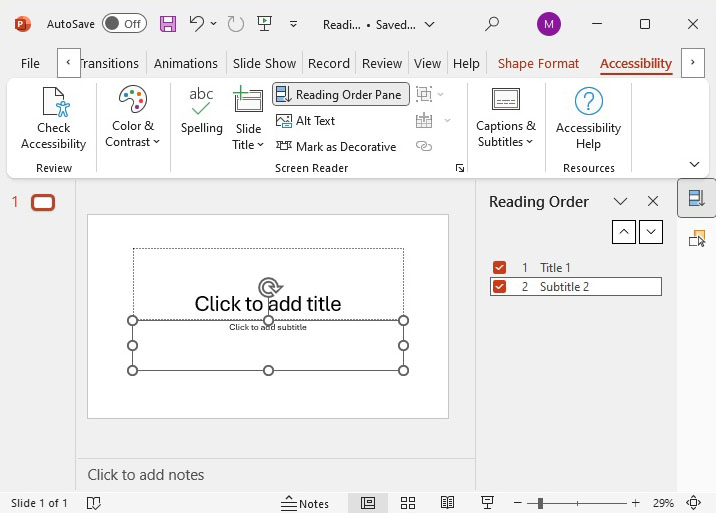 AutoSave Off Readi... • Saved... M
File Transitions Animations Slide Show Record Review View Help Shape Format Accessibility
Check Accessibility
Review
Color & Contrast
abc
Spelling
Slide Title
Reading Order Pane
Alt Text
Mark as Decorative
Screen Reader
Captions & Subtitles
Accessibility Help
Resources
1
Click to add title
Click to add subtitle
Reading Order
1 Title 1
2 Subtitle 2
Click to add notes
Slide 1 of 1 Notes 29%